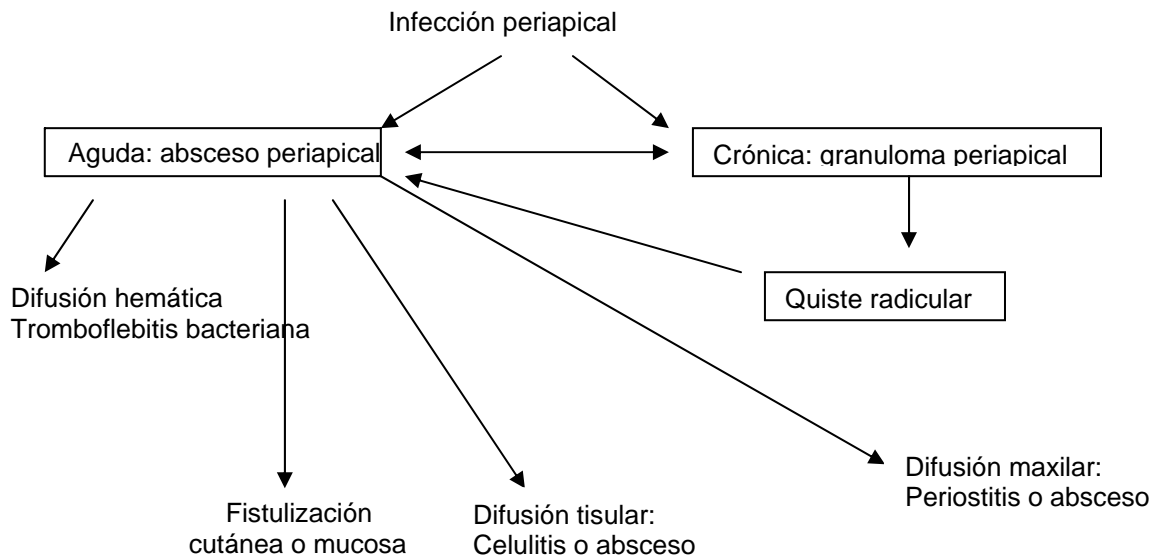 Infección periapical
Aguda: absceso periapical
Crónica: granuloma periapical
Difusión hemática
Tromboflebitis bacteriana
Quiste radicular
Difusión maxilar:
Periostitis o absceso
Fistulización
cutánea o mucosa
Difusión tisular:
Celulitis o absceso